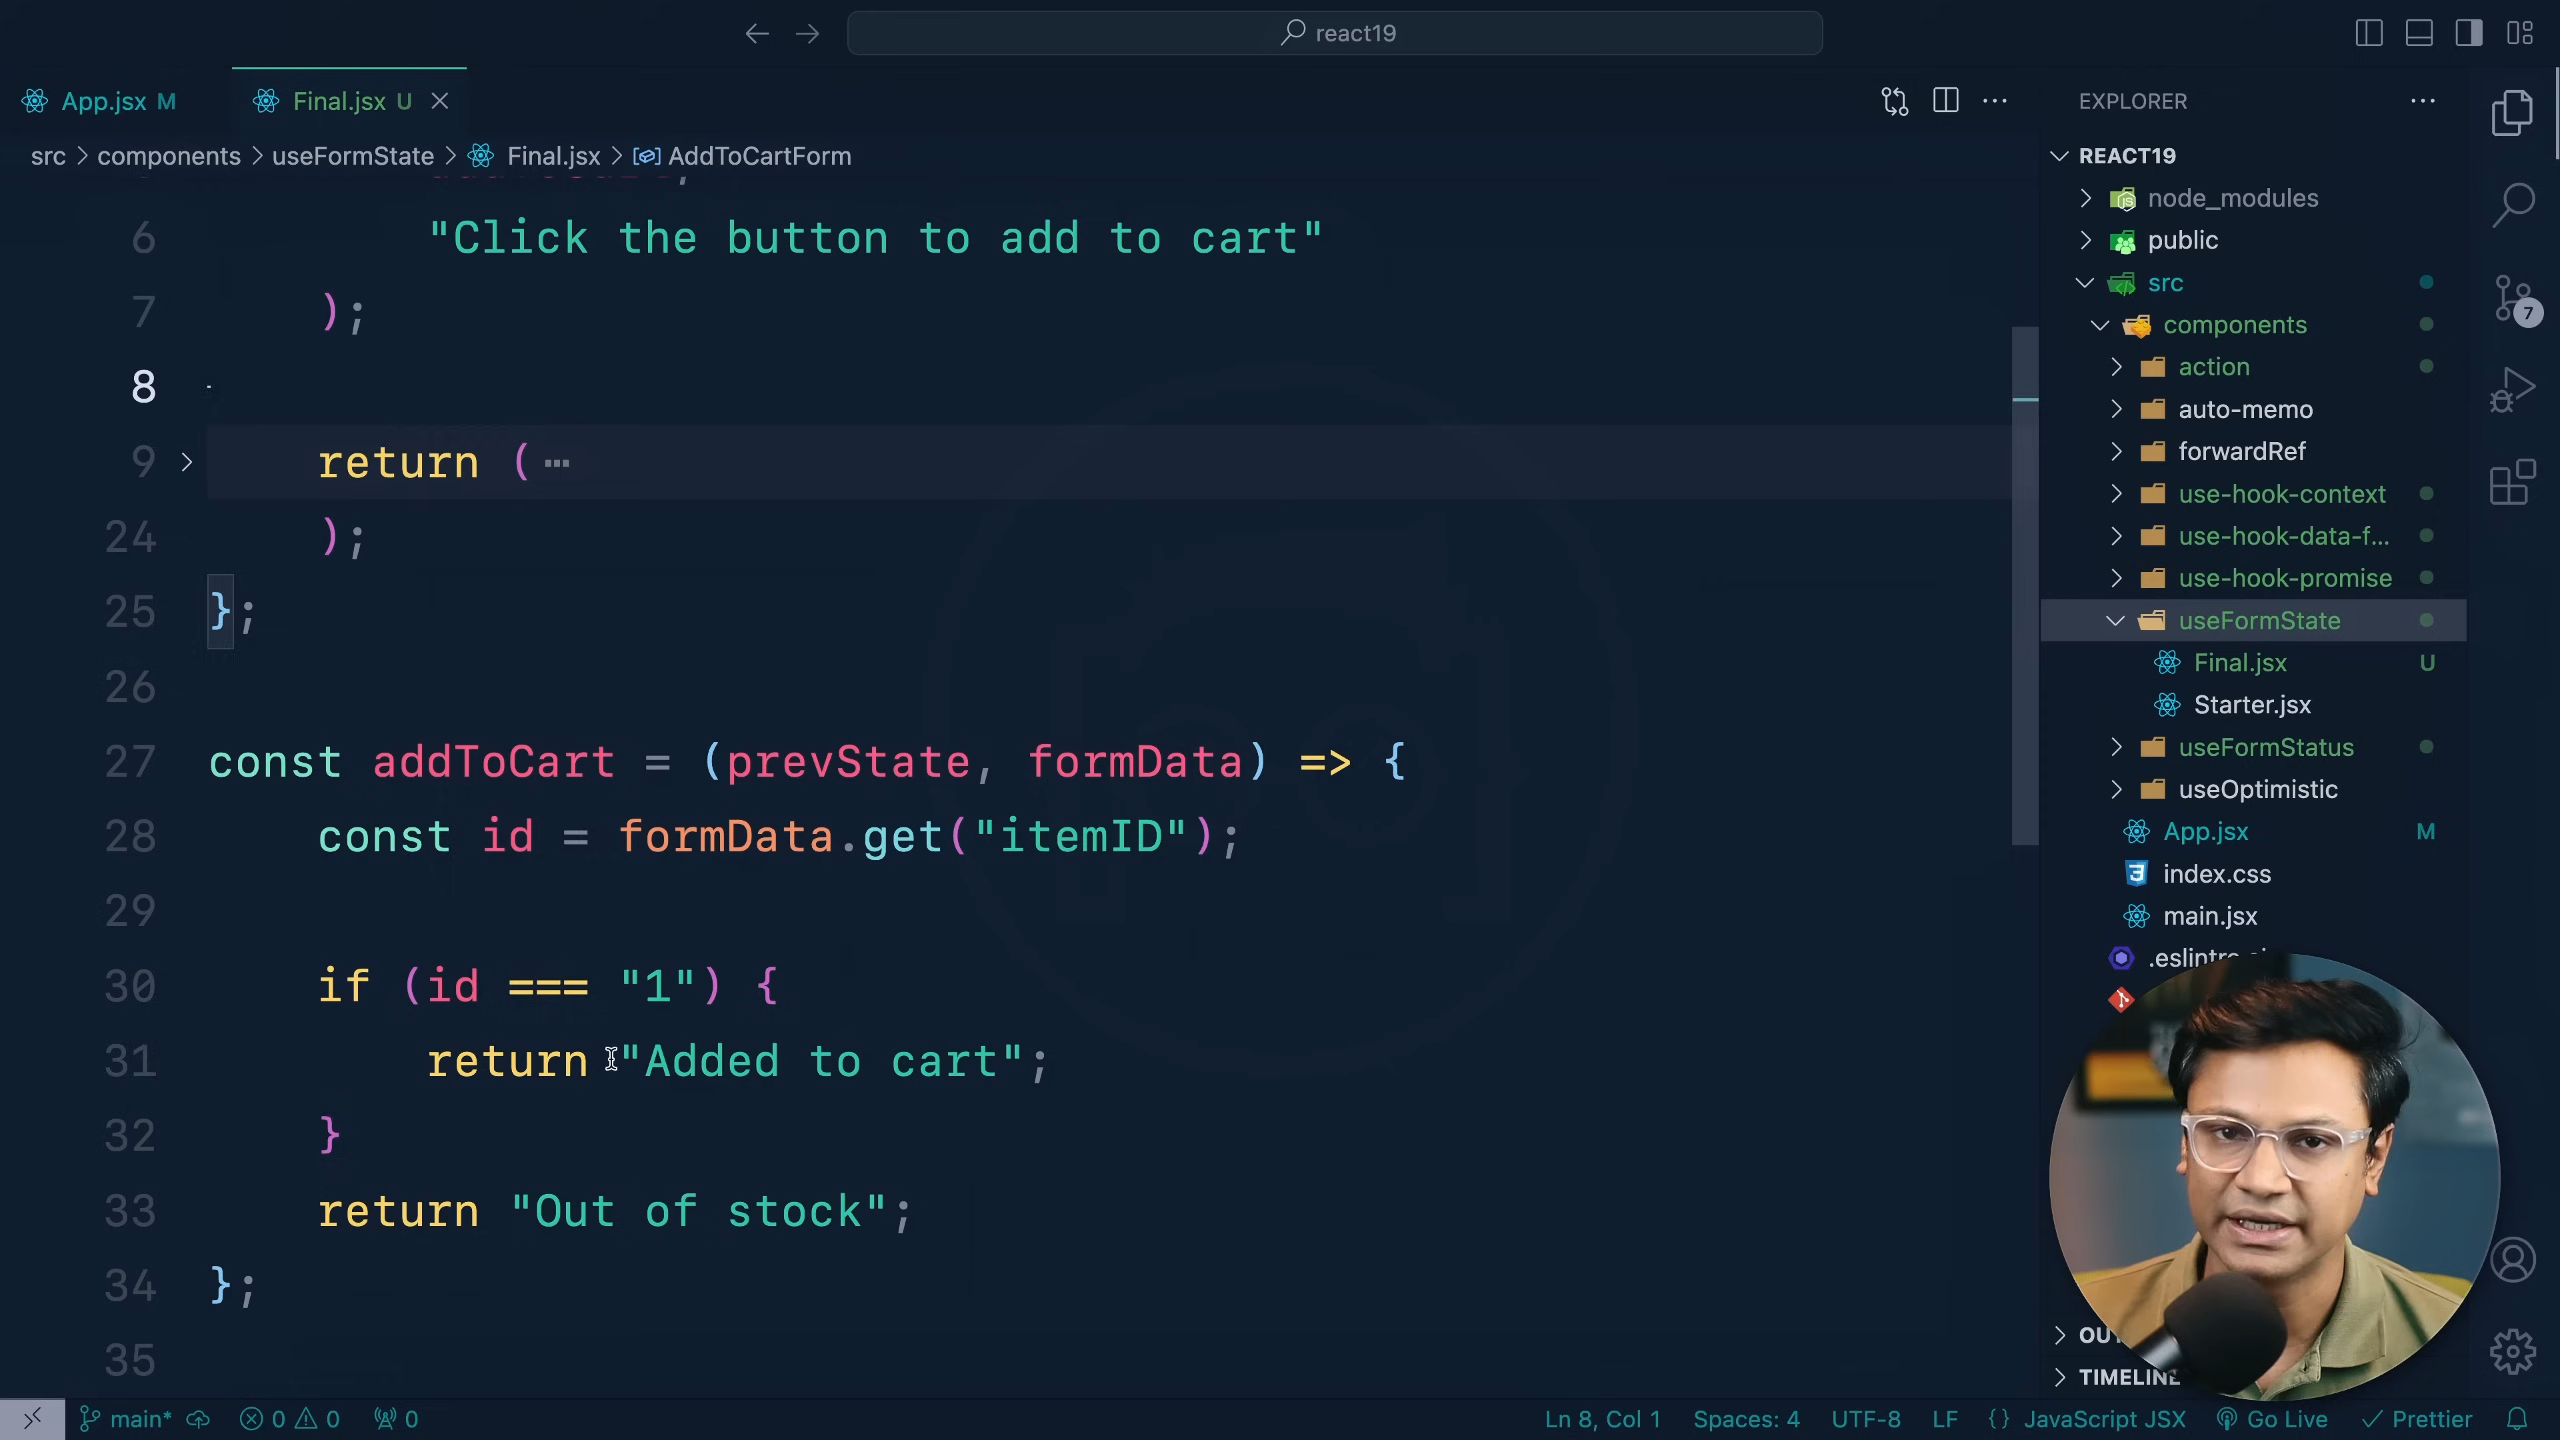 react19
App.jsx M
Final.jsx U
src > components > useFormState > Final.jsx > AddToCartForm
6 "Click the button to add to cart"
7 );
8
9 return ( ⋯
24 );
25 };
26
27 const addToCart = (prevState, formData) => {
28 const id = formData.get("itemID");
29
30 if (id === "1") {
31 return "Added to cart";
32 }
33 return "Out of stock";
34 };
35
EXPLORER
REACT19
node_modules
public
src
components
action
auto-memo
forwardRef
use-hook-context
use-hook-data-f...
use-hook-promise
useFormState
Final.jsx U
Starter.jsx
useFormStatus
useOptimistic
App.jsx M
index.css
main.jsx
7
main* 0 0 0
Ln 8, Col 1 Spaces: 4 UTF-8 LF {} JavaScript JSX Go Live Prettier